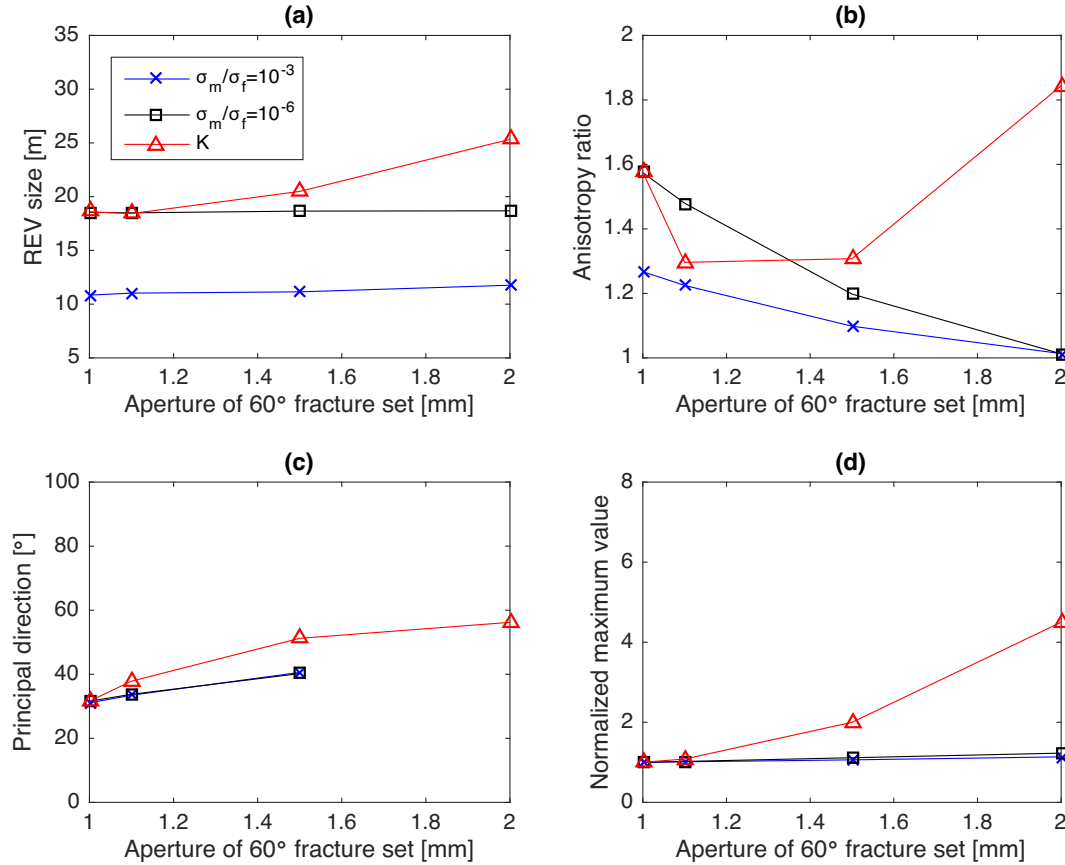 (a)
35
30
25
20
15
10
5
REV size [m]
σm/σf=10-3
σm/σf=10-6
K
1 1.2 1.4 1.6 1.8 2
Aperture of 60° fracture set [mm]
(b)
2
1.8
1.6
1.4
1.2
1
Anisotropy ratio
1 1.2 1.4 1.6 1.8 2
Aperture of 60° fracture set [mm]
(c)
100
80
60
40
20
0
Principal direction [°]
1 1.2 1.4 1.6 1.8 2
Aperture of 60° fracture set [mm]
(d)
8
6
4
2
0
Normalized maximum value
1 1.2 1.4 1.6 1.8 2
Aperture of 60° fracture set [mm]